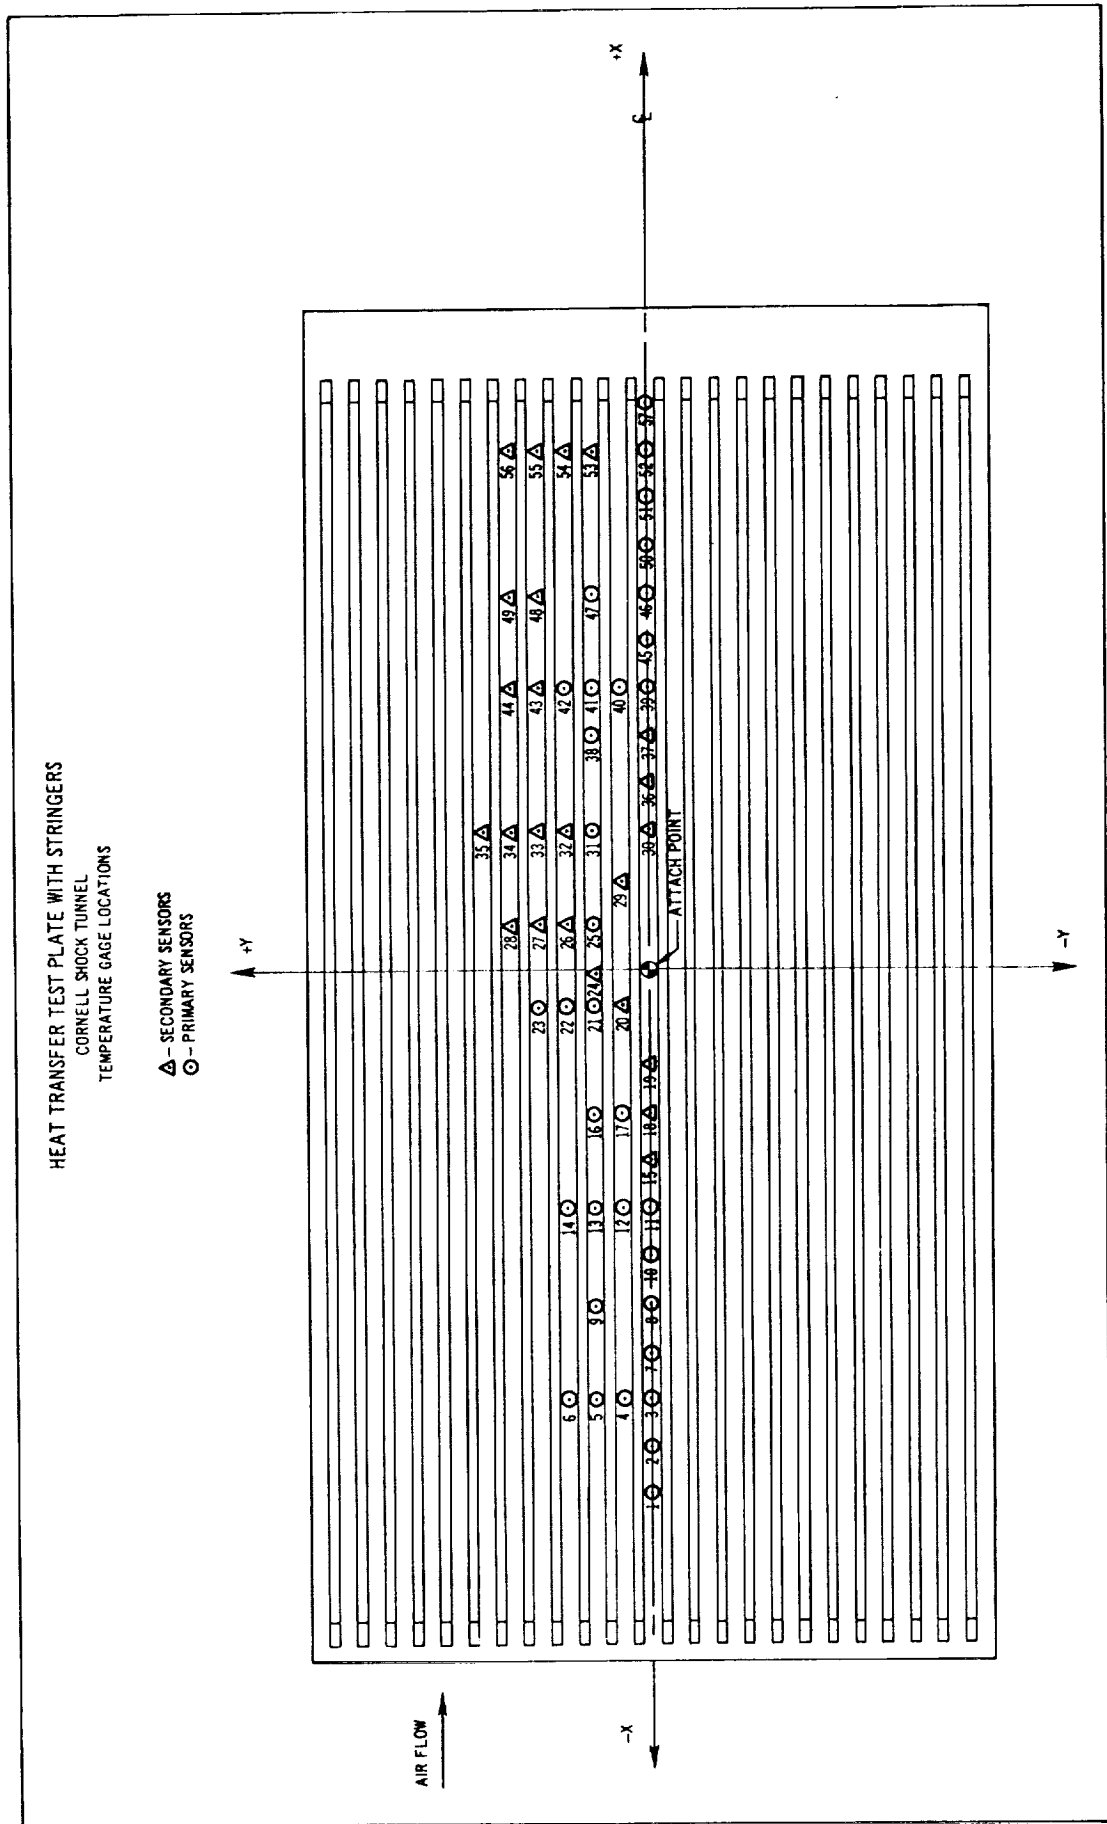 HEAT TRANSFER TEST PLATE WITH STRINGERS
CORNELL SHOCK TUNNEL
TEMPERATURE GAGE LOCATIONS
- SECONDARY SENSORS
- PRIMARY SENSORS
+Y
35
28 34 44 49 56
23 27 33 43 48 55
6 14 22 26 32 42 54
5 9 13 16 21 24 25 31 38 41 47 53
4 12 17 20 29 40
1 2 3 7 8 10 11 15 18 19 30 36 37 39 45 46 50 51 52 57
ATTACH POINT
AIR FLOW
-X
+X
℄
-Y